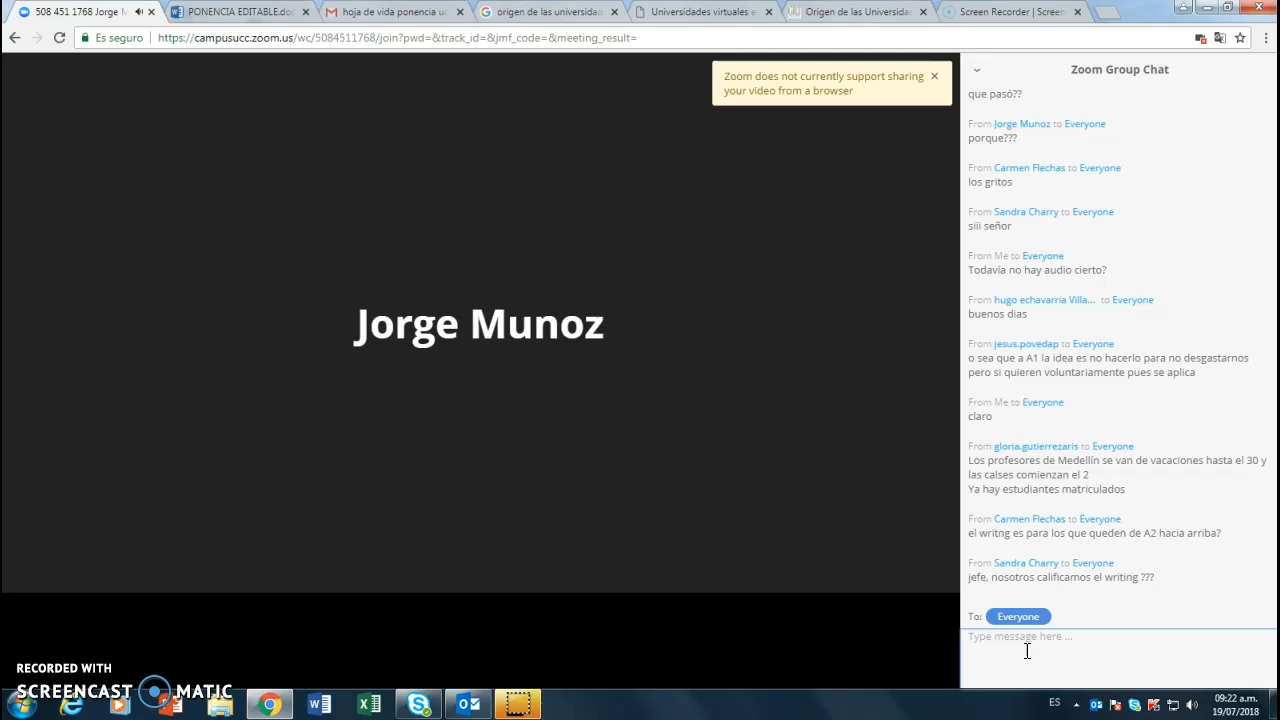 508 451 1768 Jorge M
PONENCIA EDITABLE.doc
hoja de vida ponencia uc
origen de las universidad
Universidades virtuales e
Origen de las Universida
Screen Recorder | Screen
Es seguro
https://campusucc.zoom.us/wc/5084511768/join?pwd=&track_id=&jmf_code=&meeting_result=
Zoom does not currently support sharing
your video from a browser
Jorge Munoz
Zoom Group Chat
que pasó??
From Jorge Munoz to Everyone
porque???
From Carmen Flechas to Everyone
los gritos
From Sandra Charry to Everyone
siii señor
From Me to Everyone
Todavía no hay audio cierto?
From hugo echavarria Villa... to Everyone
buenos dias
From jesus.povedap to Everyone
o sea que a A1 la idea es no hacerlo para no desgastarnos
pero si quieren voluntariamente pues se aplica
From Me to Everyone
claro
From gloria.gutierrezaris to Everyone
Los profesores de Medellín se van de vacaciones hasta el 30 y
las calses comienzan el 2
Ya hay estudiantes matriculados
From Carmen Flechas to Everyone
el writng es para los que queden de A2 hacia arriba?
From Sandra Charry to Everyone
jefe, nosotros calificamos el writing ???
To: Everyone
Type message here ...
RECORDED WITH
SCREENCAST MATIC
ES
09:22 a.m.
19/07/2018